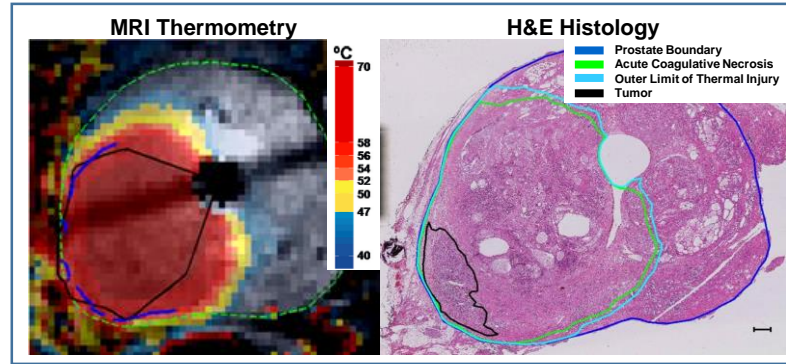 MRI Thermometry
H&E Histology
ºC
70
58
56
54
52
50
47
40
Prostate Boundary
Acute Coagulative Necrosis
Outer Limit of Thermal Injury
Tumor